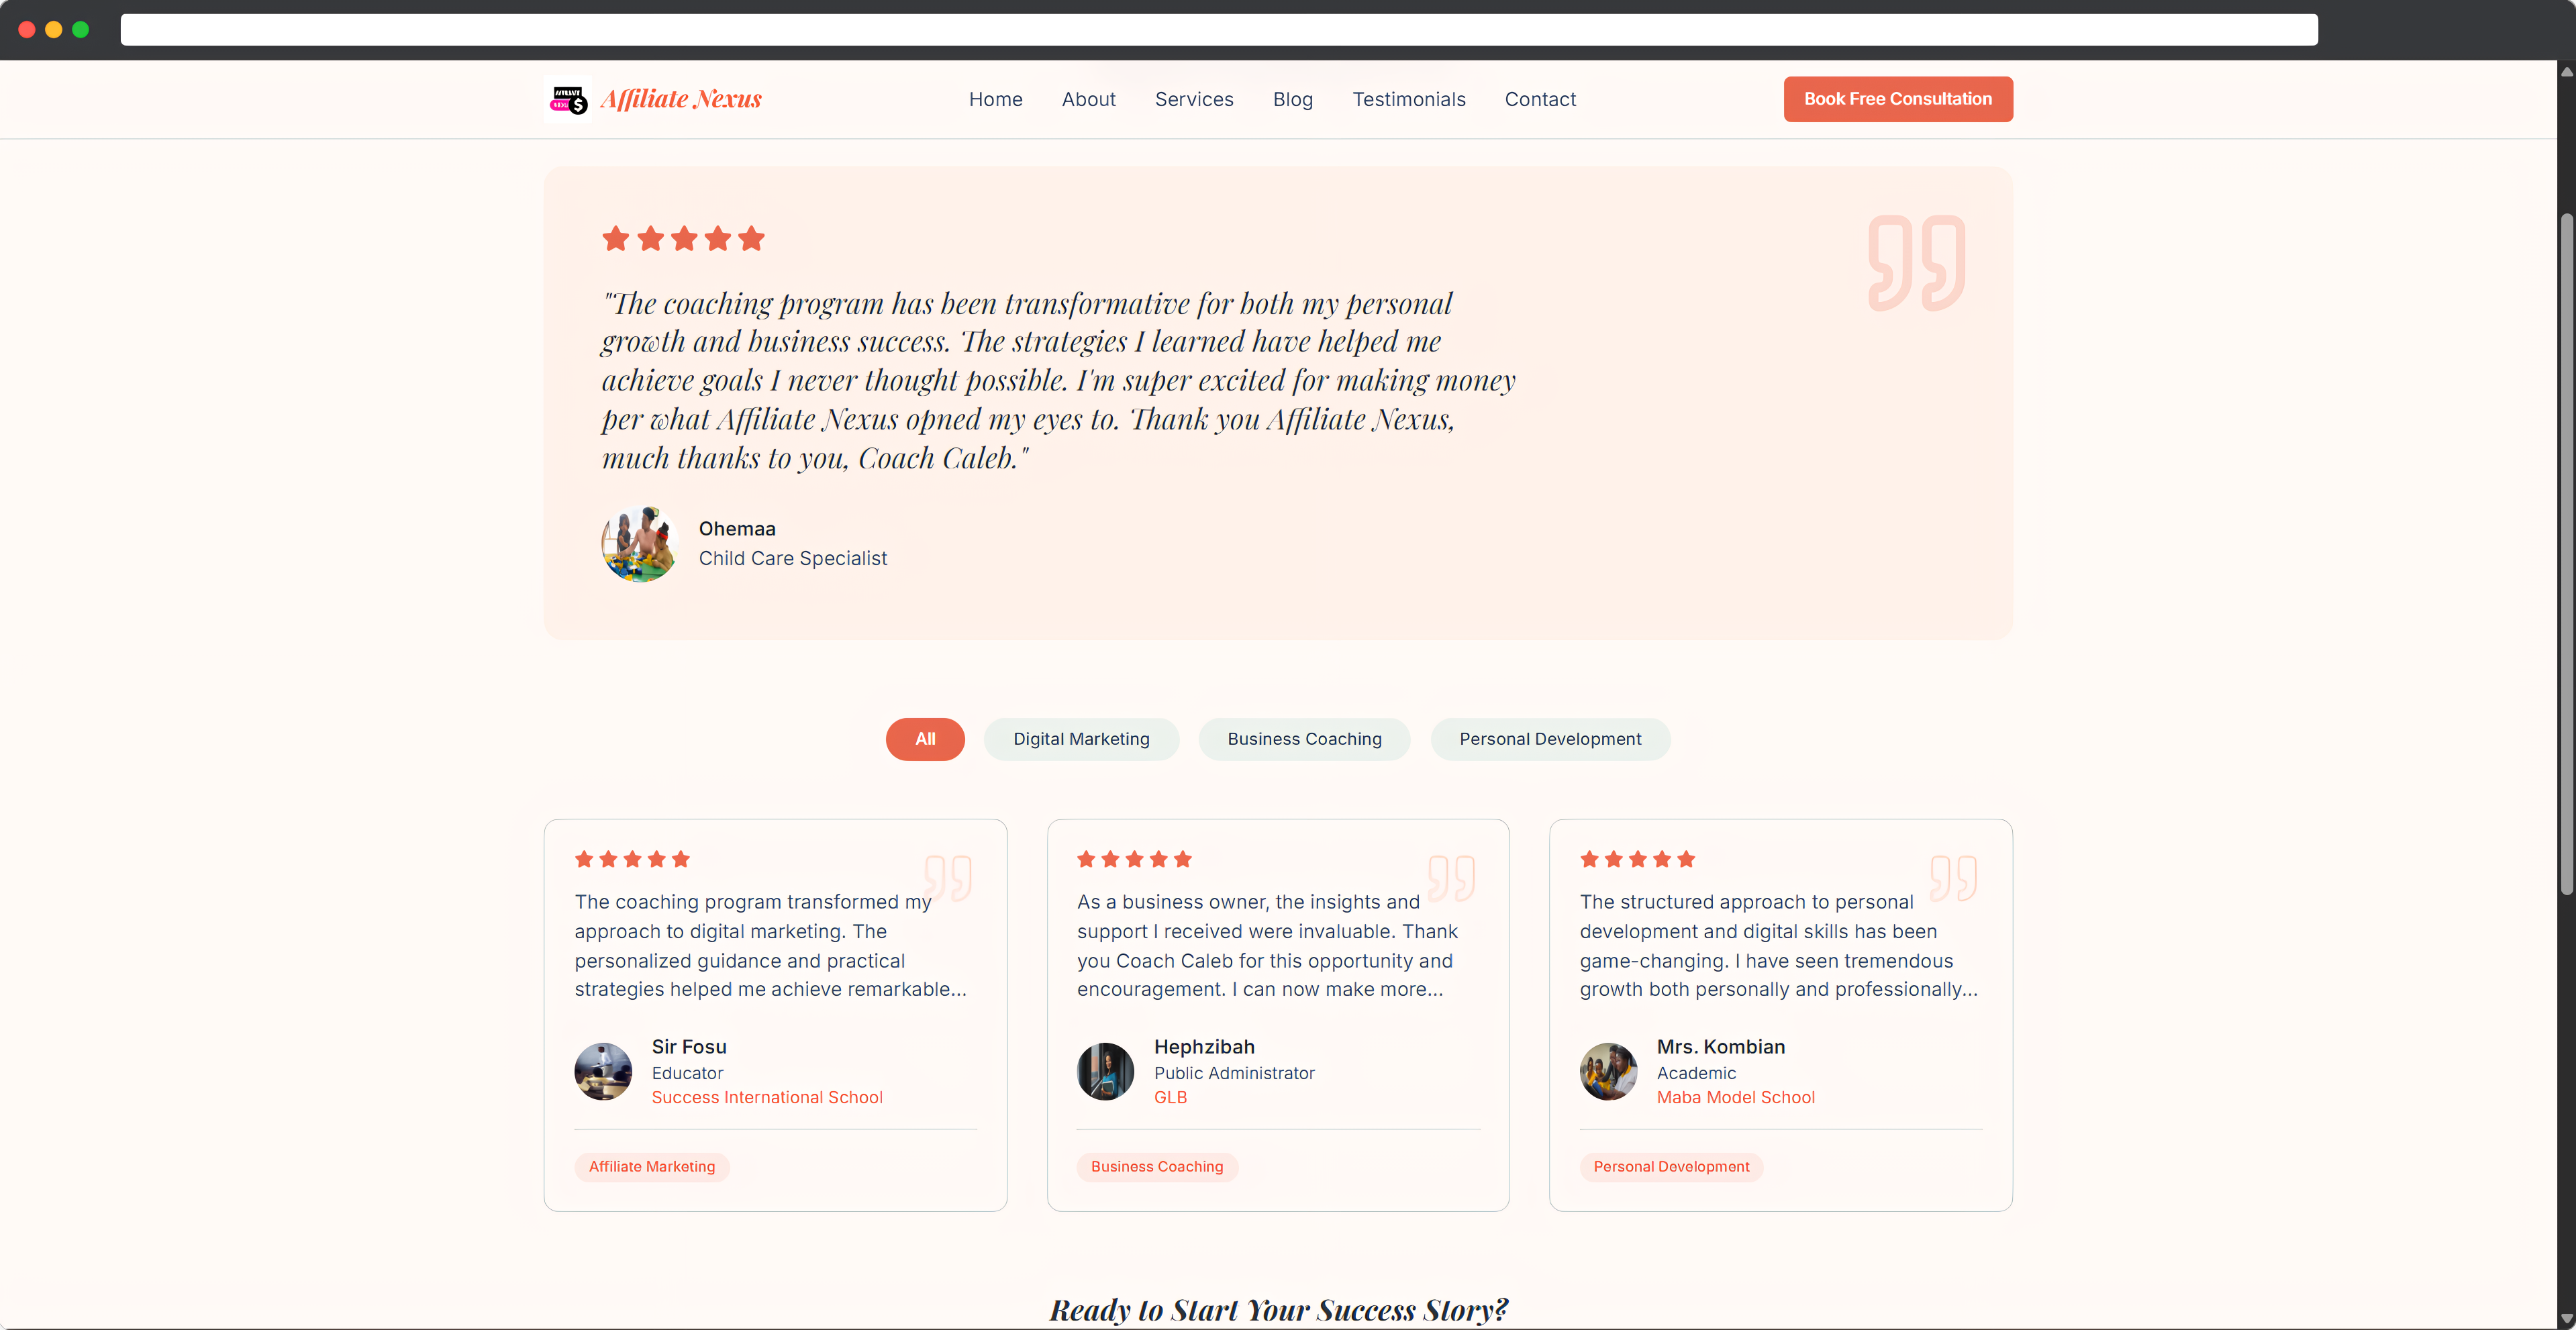 Affiliate Nexus
Home
About
Services
Blog
Testimonials
Contact
Book Free Consultation
"The coaching program has been transformative for both my personal
growth and business success. The strategies I learned have helped me
achieve goals I never thought possible. I'm super excited for making money
per what Affiliate Nexus opned my eyes to. Thank you Affiliate Nexus,
much thanks to you, Coach Caleb."
Ohemaa
Child Care Specialist
All
Digital Marketing
Business Coaching
Personal Development
The coaching program transformed my
approach to digital marketing. The
personalized guidance and practical
strategies helped me achieve remarkable...
Sir Fosu
Educator
Success International School
Affiliate Marketing
As a business owner, the insights and
support I received were invaluable. Thank
you Coach Caleb for this opportunity and
encouragement. I can now make more...
Hephzibah
Public Administrator
GLB
Business Coaching
The structured approach to personal
development and digital skills has been
game-changing. I have seen tremendous
growth both personally and professionally...
Mrs. Kombian
Academic
Maba Model School
Personal Development
Ready to Start Your Success Story?